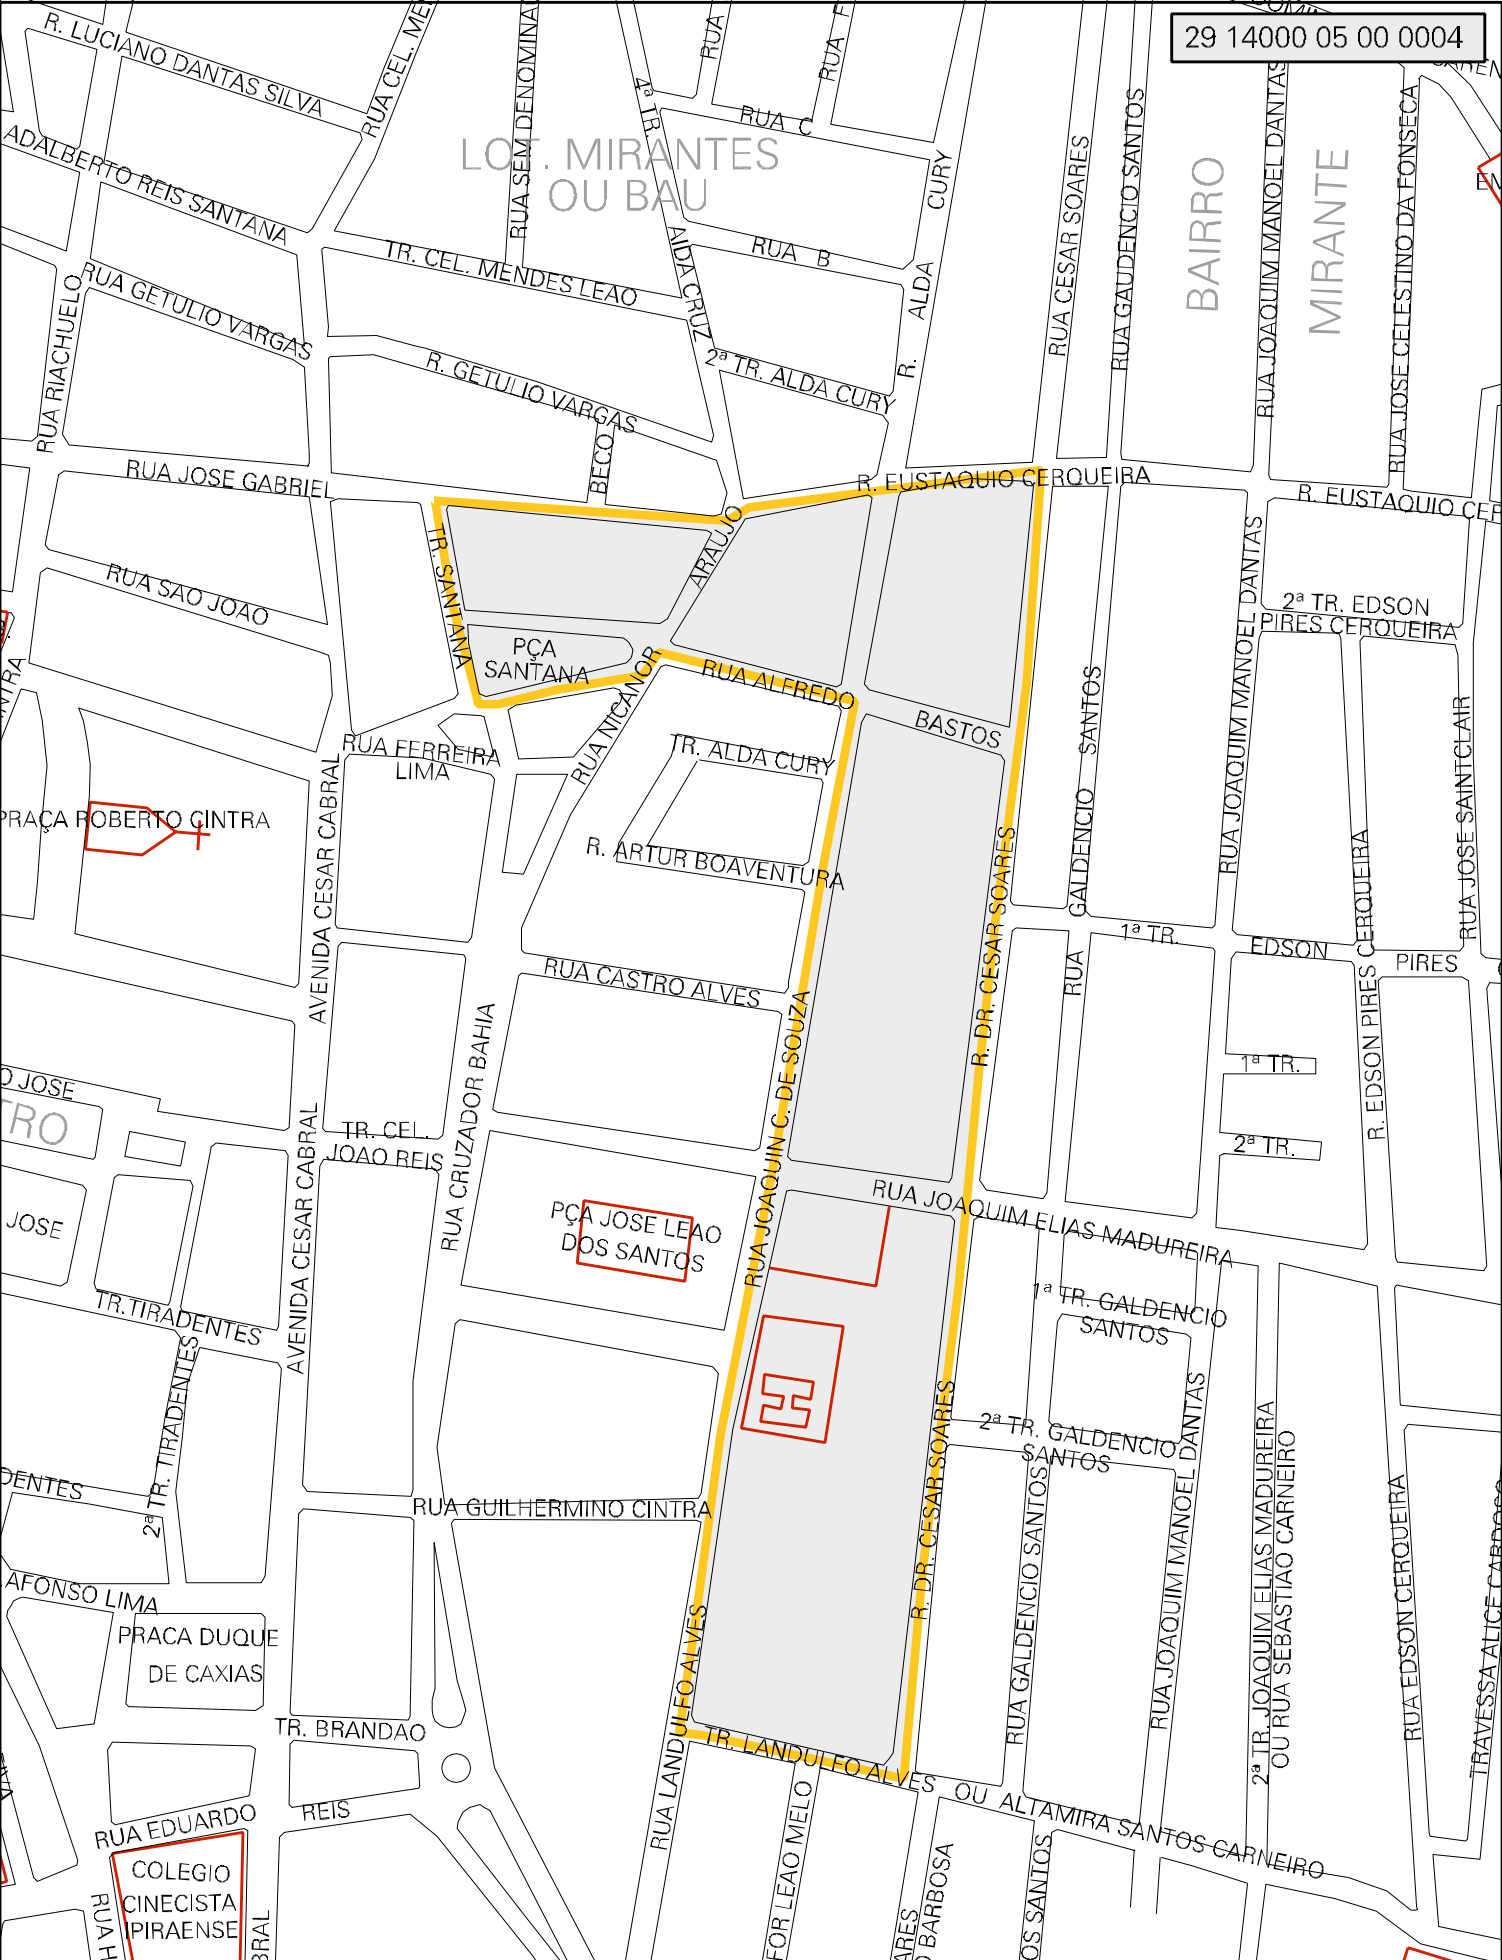 29 14000 05 00 0004
R. LUCIANO DANTAS SILVA
RUA CEL.
RUA SEM
4ª TR.
RUA
RUA
RUA C
LOT. MIRANTES
OU BAU
ADALBERTO REIS SANTANA
TR. CEL. MENDES LEAO
AIDA CRUZ
RUA B
R. ALDA CURY
RUA CESAR SOARES
RUA GAUDENCIO SANTOS
BAIRRO
MIRANTE
RUA JOAQUIM MANOEL DANTAS
RUA JOSE CELESTINO DA FONSECA
RUA RIACHUELO
RUA GETULIO VARGAS
R. GETULIO VARGAS
2ª TR. ALDA CURY
BECO
RUA JOSE GABRIEL
R. EUSTAQUIO CERQUEIRA
R. EUSTAQUIO
TR. SANTANA
ARAUJO
RUA SAO JOAO
PÇA
SANTANA
RUA NICANOR
RUA ALFREDO
BASTOS
2ª TR. EDSON
PIRES CERQUEIRA
RUA JOAQUIM MANOEL DANTAS
RUA JOSE SAINTCLAIR
RUA FERREIRA
LIMA
TR. ALDA CURY
PRAÇA ROBERTO CINTRA
AVENIDA CESAR CABRAL
R. ARTUR BOAVENTURA
R. DR. CESAR SOARES
RUA GALDENCIO SANTOS
1ª TR. EDSON PIRES
R. EDSON PIRES CERQUEIRA
RUA CASTRO ALVES
RUA JOAQUIN C. DE SOUZA
RUA CRUZADOR BAHIA
1ª TR.
2ª TR.
JOSE
TR. CEL.
JOAO REIS
AVENIDA CESAR CABRAL
JOSE
PÇA JOSE LEAO
DOS SANTOS
RUA JOAQUIM ELIAS MADUREIRA
TR.TIRADENTES
2ª TR. TIRADENTES
1ª TR. GALDENCIO
SANTOS
2ª TR. GALDENCIO
SANTOS
RUA JOAQUIM MANOEL DANTAS
2ª TR. JOAQUIM ELIAS MADUREIRA
OU RUA SEBASTIAO CARNEIRO
RUA EDSON CERQUEIRA
TRAVESSA ALICE
RUA GUILHERMINO CINTRA
R. DR. CESAR SOARES
RUA GALDENCIO SANTOS
AFONSO LIMA
PRACA DUQUE
DE CAXIAS
TR. BRANDAO
RUA LANDULFO ALVES
TR. LANDULFO ALVES OU ALTAMIRA SANTOS CARNEIRO
RUA EDUARDO REIS
COLEGIO
CINECISTA
IPIRAENSE
LEAO MELO
BARBOSA
SANTOS